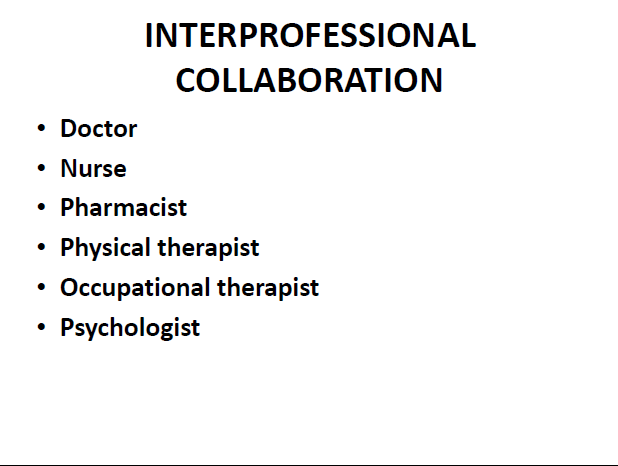 INTERPROFESSIONAL
COLLABORATION
• Doctor
• Nurse
• Pharmacist
• Physical therapist
• Occupational therapist
• Psychologist